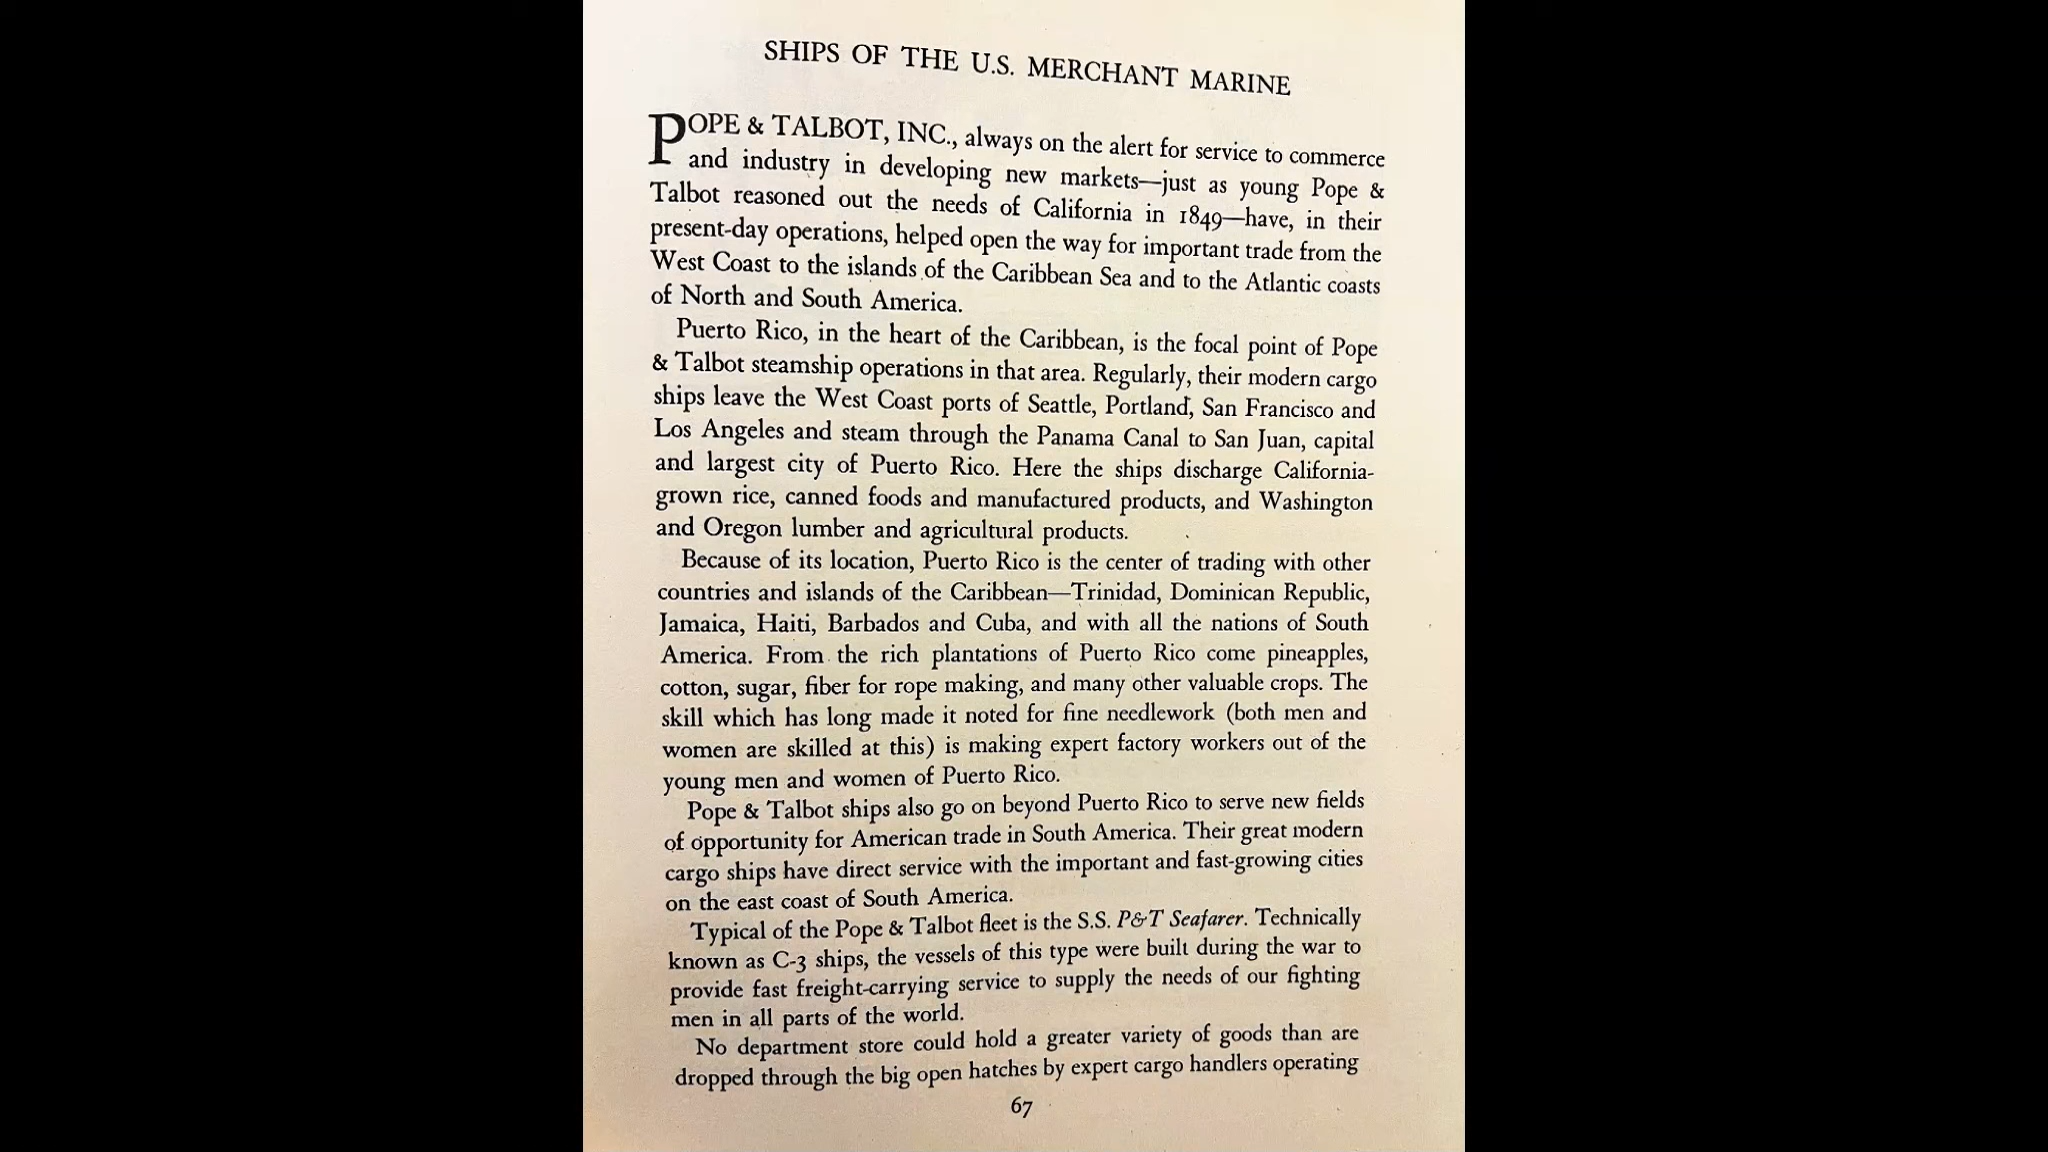 SHIPS OF THE U.S. MERCHANT MARINE
POPE & TALBOT, INC., always on the alert for service to commerce
and industry in developing new markets—just as young Pope &
Talbot reasoned out the needs of California in 1849—have, in their
present-day operations, helped open the way for important trade from the
West Coast to the islands of the Caribbean Sea and to the Atlantic coasts
of North and South America.
Puerto Rico, in the heart of the Caribbean, is the focal point of Pope
& Talbot steamship operations in that area. Regularly, their modern cargo
ships leave the West Coast ports of Seattle, Portland, San Francisco and
Los Angeles and steam through the Panama Canal to San Juan, capital
and largest city of Puerto Rico. Here the ships discharge California-
grown rice, canned foods and manufactured products, and Washington
and Oregon lumber and agricultural products.
Because of its location, Puerto Rico is the center of trading with other
countries and islands of the Caribbean—Trinidad, Dominican Republic,
Jamaica, Haiti, Barbados and Cuba, and with all the nations of South
America. From the rich plantations of Puerto Rico come pineapples,
cotton, sugar, fiber for rope making, and many other valuable crops. The
skill which has long made it noted for fine needlework (both men and
women are skilled at this) is making expert factory workers out of the
young men and women of Puerto Rico.
Pope & Talbot ships also go on beyond Puerto Rico to serve new fields
of opportunity for American trade in South America. Their great modern
cargo ships have direct service with the important and fast-growing cities
on the east coast of South America.
Typical of the Pope & Talbot fleet is the S.S. P&T Seafarer. Technically
known as C-3 ships, the vessels of this type were built during the war to
provide fast freight-carrying service to supply the needs of our fighting
men in all parts of the world.
No department store could hold a greater variety of goods than are
dropped through the big open hatches by expert cargo handlers operating
67